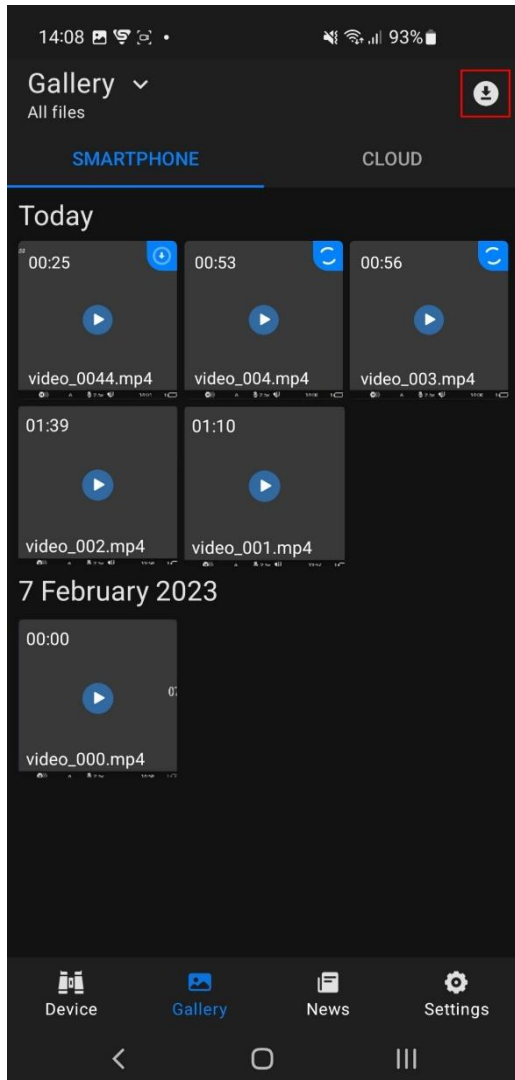 14:08 93%
Gallery
All files
SMARTPHONE CLOUD
Today
00:25 00:53 00:56
video_0044.mp4 video_004.mp4 video_003.mp4
01:39 01:10
video_002.mp4 video_001.mp4
7 February 2023
00:00
07
video_000.mp4
Device Gallery News Settings